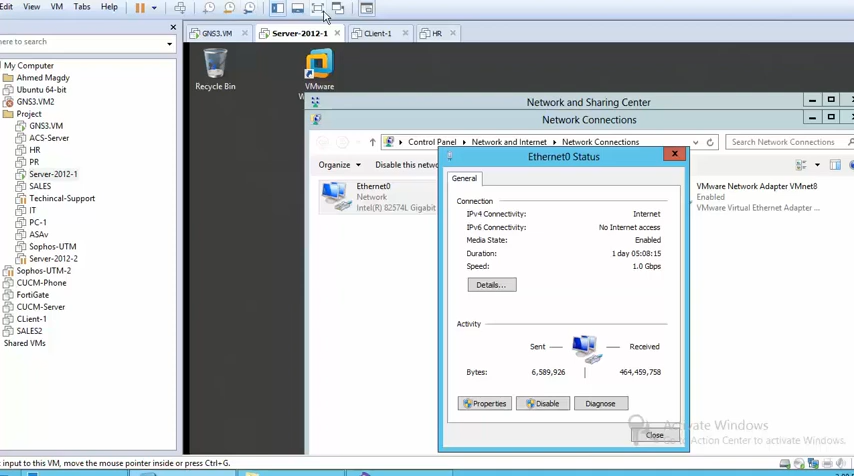 Edit View VM Tabs Help
GNS3.VM Server-2012-1 CLient-1 HR
here to search
My Computer
Ahmed Magdy
Ubuntu 64-bit
GNS3.VM2
Project
GNS3.VM
ACS-Server
HR
PR
Server-2012-1
SALES
Techincal-Support
IT
PC-1
ASAv
Sophos-UTM
Server-2012-2
Sophos-UTM-2
CUCM-Phone
FortiGate
CUCM-Server
CLient-1
SALES2
Shared VMs
Recycle Bin
VMware
Network and Sharing Center
Network Connections
Control Panel Network and Internet Network Connections
Search Network Connections
Organize
Disable this netw
Ethernet0
Network
Intel(R) 82574L Gigabit
VMware Network Adapter VMnet8
Enabled
VMware Virtual Ethernet Adapter ...
Ethernet0 Status
General
Connection
IPv4 Connectivity: Internet
IPv6 Connectivity: No Internet access
Media State: Enabled
Duration: 1 day 05:08:15
Speed: 1.0 Gbps
Details...
Activity
Sent Received
Bytes: 6,589,926 464,459,758
Properties Disable Diagnose
Close
Activate Windows
to Action Center to activate Windows.
input to this VM, move the mouse pointer inside or press Ctrl+G.